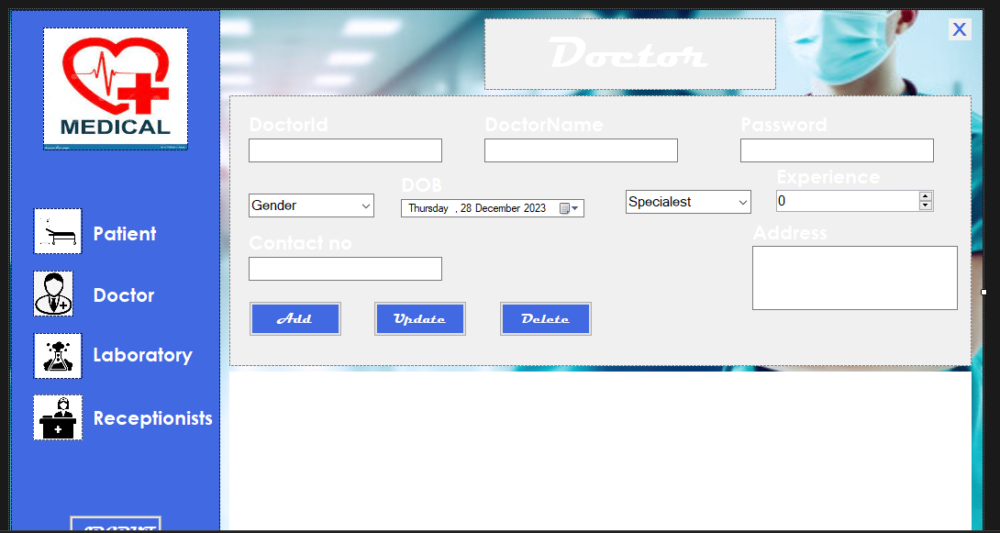 MEDICAL
Patient
Doctor
Laboratory
Receptionists
Doctor
X
DoctorId
DoctorName
Password
DOB
Experience
Gender
Thursday , 28 December 2023
Specialest
0
Contact no
Address
Add
Update
Delete